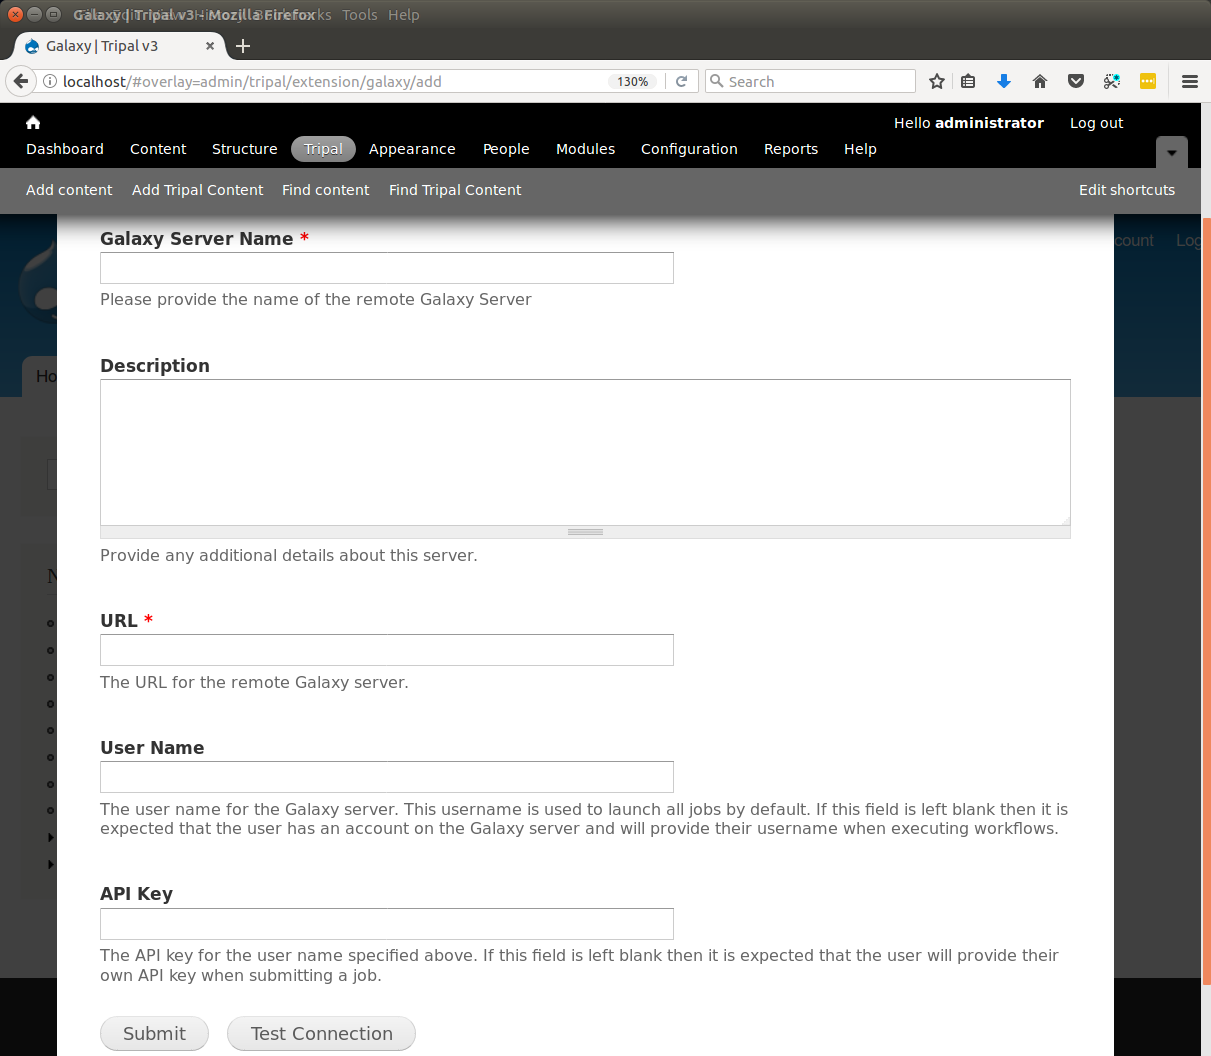 Galaxy | Tripal v3 - Mozilla Firefox
Tools Help
Galaxy | Tripal v3
localhost/#overlay=admin/tripal/extension/galaxy/add 130% Search
Hello administrator Log out
Dashboard Content Structure Tripal Appearance People Modules Configuration Reports Help
Add content Add Tripal Content Find content Find Tripal Content Edit shortcuts
Galaxy Server Name *
count Log
Please provide the name of the remote Galaxy Server
Description
Ho
Provide any additional details about this server.
N
URL *
The URL for the remote Galaxy server.
User Name
The user name for the Galaxy server. This username is used to launch all jobs by default. If this field is left blank then it is
expected that the user has an account on the Galaxy server and will provide their username when executing workflows.
API Key
The API key for the user name specified above. If this field is left blank then it is expected that the user will provide their
own API key when submitting a job.
Submit Test Connection